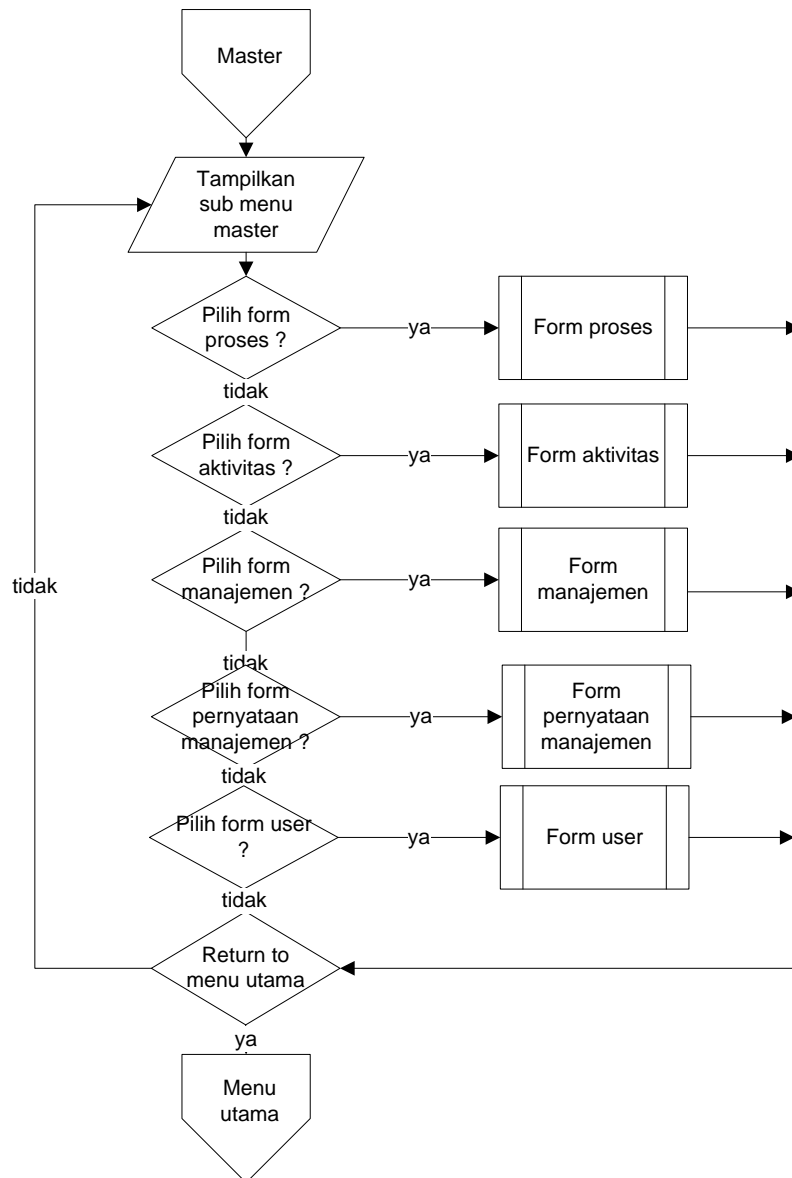 Master
Tampilkan
sub menu
master
Pilih form
proses ?
ya
Form proses
tidak
Pilih form
aktivitas ?
ya
Form aktivitas
tidak
Pilih form
manajemen ?
ya
Form
manajemen
tidak
tidak
Pilih form
pernyataan
manajemen ?
ya
Form
pernyataan
manajemen
tidak
Pilih form user
?
ya
Form user
tidak
Return to
menu utama
ya
Menu
utama